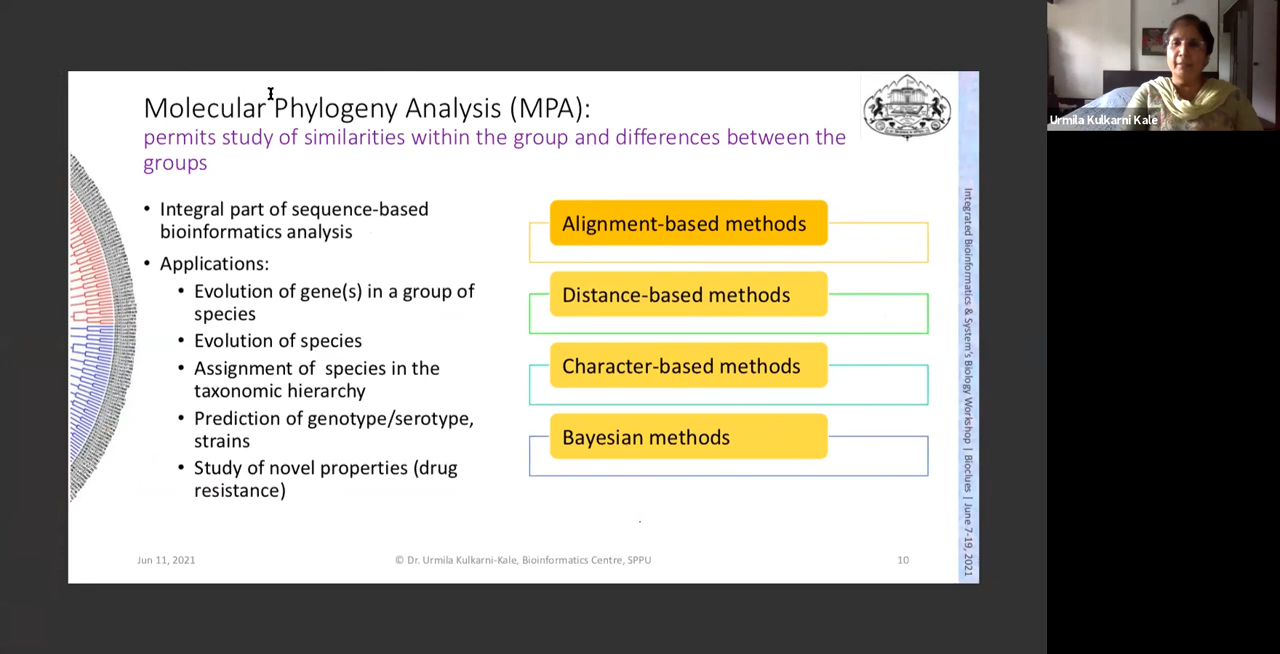 Molecular Phylogeny Analysis (MPA):
permits study of similarities within the group and differences between the
groups
• Integral part of sequence-based
bioinformatics analysis
• Applications:
• Evolution of gene(s) in a group of
species
• Evolution of species
• Assignment of species in the
taxonomic hierarchy
• Prediction of genotype/serotype,
strains
• Study of novel properties (drug
resistance)
Alignment-based methods
Distance-based methods
Character-based methods
Bayesian methods
Jun 11, 2021
© Dr. Urmila Kulkarni-Kale, Bioinformatics Centre, SPPU
10
Integrated Bioinformatics & System's Biology Workshop | Bioclues | June 7-19, 2021
Urmila Kulkarni Kale